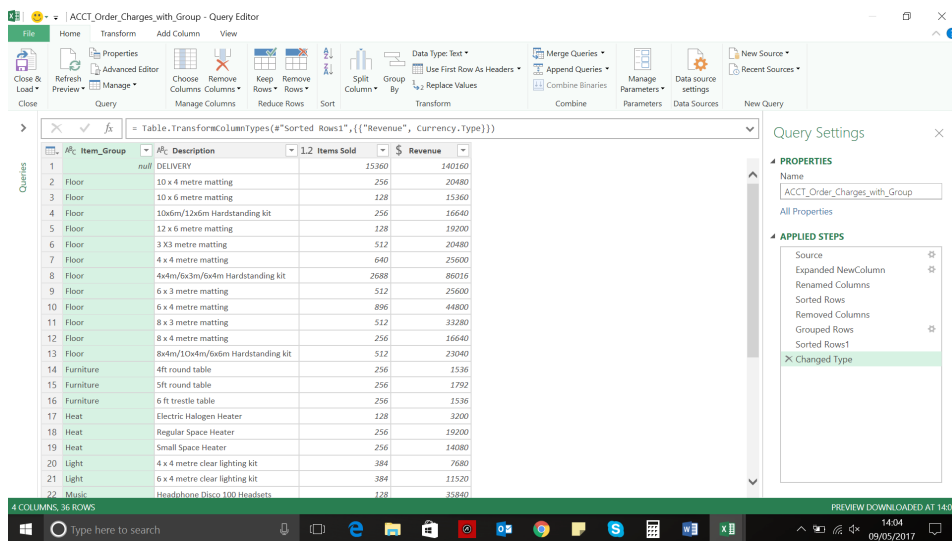 ACCT_Order_Charges_with_Group - Query Editor
File Home Transform Add Column View
Close & Load
Close
Refresh Preview
Properties
Advanced Editor
Manage
Query
Choose Columns
Remove Columns
Manage Columns
Keep Rows
Remove Rows
Reduce Rows
Sort
Split Column
Group By
Data Type: Text
Use First Row As Headers
Replace Values
Transform
Merge Queries
Append Queries
Combine Binaries
Combine
Manage Parameters
Parameters
Data source settings
Data Sources
New Source
Recent Sources
New Query
fx = Table.TransformColumnTypes(#"Sorted Rows1",{{"Revenue", Currency.Type}})
Queries
ABC Item_Group ABC Description 1.2 Items Sold $ Revenue
1 null DELIVERY 15360 140160
2 Floor 10 x 4 metre matting 256 20480
3 Floor 10 x 6 metre matting 128 15360
4 Floor 10x6m/12x6m Hardstanding kit 256 16640
5 Floor 12 x 6 metre matting 128 19200
6 Floor 3 X3 metre matting 512 20480
7 Floor 4 x 4 metre matting 640 25600
8 Floor 4x4m/6x3m/6x4m Hardstanding kit 2688 86016
9 Floor 6 x 3 metre matting 512 25600
10 Floor 6 x 4 metre matting 896 44800
11 Floor 8 x 3 metre matting 512 33280
12 Floor 8 x 4 metre matting 256 16640
13 Floor 8x4m/1Ox4m/6x6m Hardstanding kit 512 23040
14 Furniture 4ft round table 256 1536
15 Furniture 5ft round table 256 1792
16 Furniture 6 ft trestle table 256 1536
17 Heat Electric Halogen Heater 128 3200
18 Heat Regular Space Heater 256 19200
19 Heat Small Space Heater 256 14080
20 Light 4 x 4 metre clear lighting kit 384 7680
21 Light 6 x 4 metre clear lighting kit 384 11520
22 Music Headphone Disco 100 Headsets 128 35840
Query Settings
PROPERTIES
Name
ACCT_Order_Charges_with_Group
All Properties
APPLIED STEPS
Source
Expanded NewColumn
Renamed Columns
Sorted Rows
Removed Columns
Grouped Rows
Sorted Rows1
Changed Type
4 COLUMNS, 36 ROWS
PREVIEW DOWNLOADED AT 14:0
Type here to search
14:04
09/05/2017